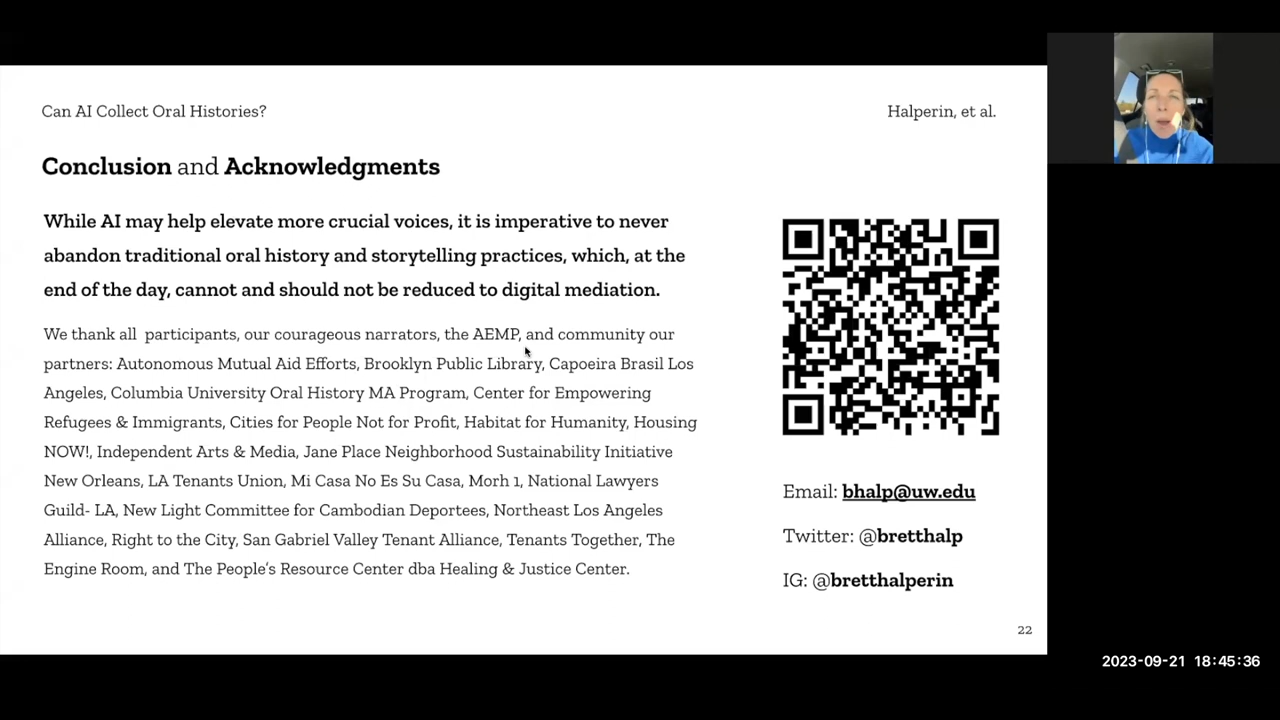 Can AI Collect Oral Histories?
Halperin, et al.
Conclusion and Acknowledgments
While AI may help elevate more crucial voices, it is imperative to never
abandon traditional oral history and storytelling practices, which, at the
end of the day, cannot and should not be reduced to digital mediation.
We thank all  participants, our courageous narrators, the AEMP, and community our
partners: Autonomous Mutual Aid Efforts, Brooklyn Public Library, Capoeira Brasil Los
Angeles, Columbia University Oral History MA Program, Center for Empowering
Refugees & Immigrants, Cities for People Not for Profit, Habitat for Humanity, Housing
NOW!, Independent Arts & Media, Jane Place Neighborhood Sustainability Initiative
New Orleans, LA Tenants Union, Mi Casa No Es Su Casa, Morh 1, National Lawyers
Guild- LA, New Light Committee for Cambodian Deportees, Northeast Los Angeles
Alliance, Right to the City, San Gabriel Valley Tenant Alliance, Tenants Together, The
Engine Room, and The People's Resource Center dba Healing & Justice Center.
Email: bhalp@uw.edu
Twitter: @bretthalp
IG: @bretthalperin
22
2023-09-21 18:45:36